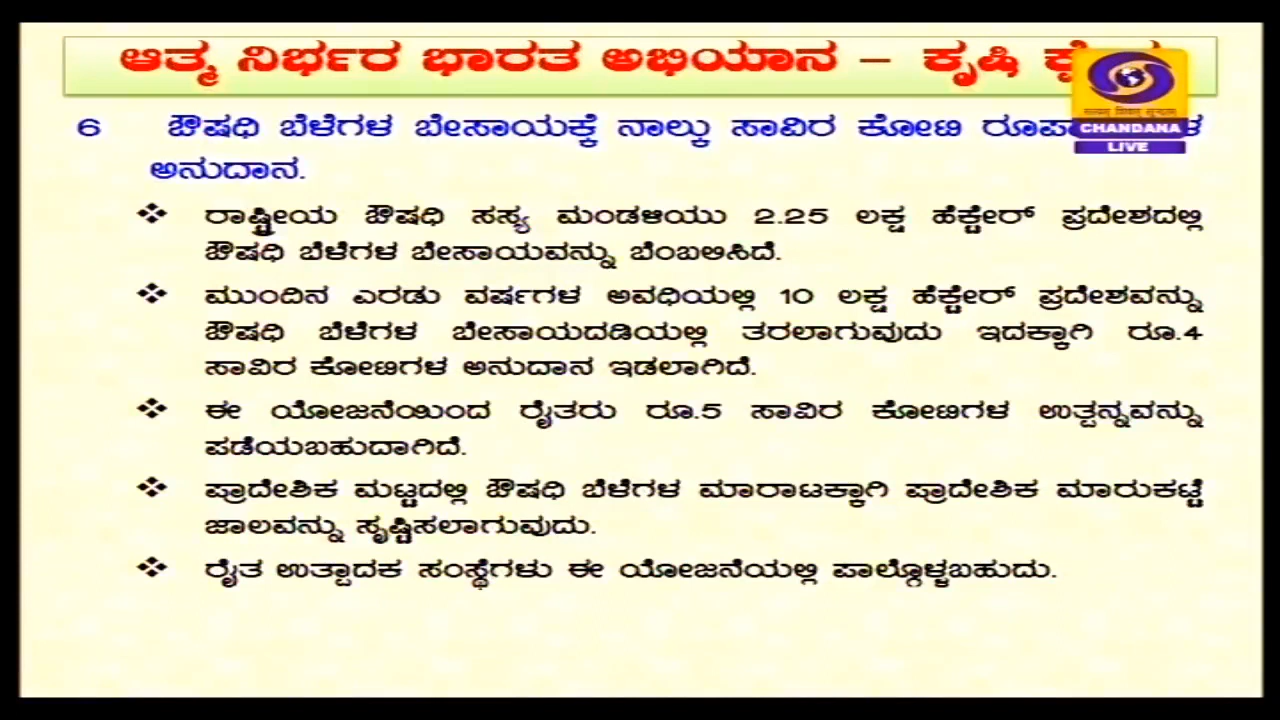 ಆತ್ಮ ನಿರ್ಭರ ಭಾರತ ಅಭಿಯಾನ – ಕೃಷಿ
6 ಔಷಧಿ ಬೆಳೆಗಳ ಬೇಸಾಯಕ್ಕೆ ನಾಲ್ಕು ಸಾವಿರ ಕೋಟಿ
ಅನುದಾನ.
❖ ರಾಷ್ಟ್ರೀಯ ಔಷಧಿ ಸಸ್ಯ ಮಂಡಳಿಯು 2.25 ಲಕ್ಷ ಹೆಕ್ಟೇರ್ ಪ್ರದೇಶದಲ್ಲಿ
ಔಷಧಿ ಬೆಳೆಗಳ ಬೇಸಾಯವನ್ನು ಬೆಂಬಲಿಸಿದೆ.
❖ ಮುಂದಿನ ಎರಡು ವರ್ಷಗಳ ಅವಧಿಯಲ್ಲಿ 10 ಲಕ್ಷ ಹೆಕ್ಟೇರ್ ಪ್ರದೇಶವನ್ನು
ಔಷಧಿ ಬೆಳೆಗಳ ಬೇಸಾಯದಡಿಯಲ್ಲಿ ತರಲಾಗುವುದು ಇದಕ್ಕಾಗಿ ರೂ.4
ಸಾವಿರ ಕೋಟಿಗಳ ಅನುದಾನ ಇಡಲಾಗಿದೆ.
❖ ಈ ಯೋಜನೆಯಿಂದ ರೈತರು ರೂ.5 ಸಾವಿರ ಕೋಟಿಗಳ ಉತ್ಪನ್ನವನ್ನು
ಪಡೆಯಬಹುದಾಗಿದೆ.
❖ ಪ್ರಾದೇಶಿಕ ಮಟ್ಟದಲ್ಲಿ ಔಷಧಿ ಬೆಳೆಗಳ ಮಾರಾಟಕ್ಕಾಗಿ ಪ್ರಾದೇಶಿಕ ಮಾರುಕಟ್ಟೆ
ಜಾಲವನ್ನು ಸೃಷ್ಟಿಸಲಾಗುವುದು.
❖ ರೈತ ಉತ್ಪಾದಕ ಸಂಸ್ಥೆಗಳು ಈ ಯೋಜನೆಯಲ್ಲಿ ಪಾಲ್ಗೊಳ್ಳಬಹುದು.
CHANDANA
LIVE